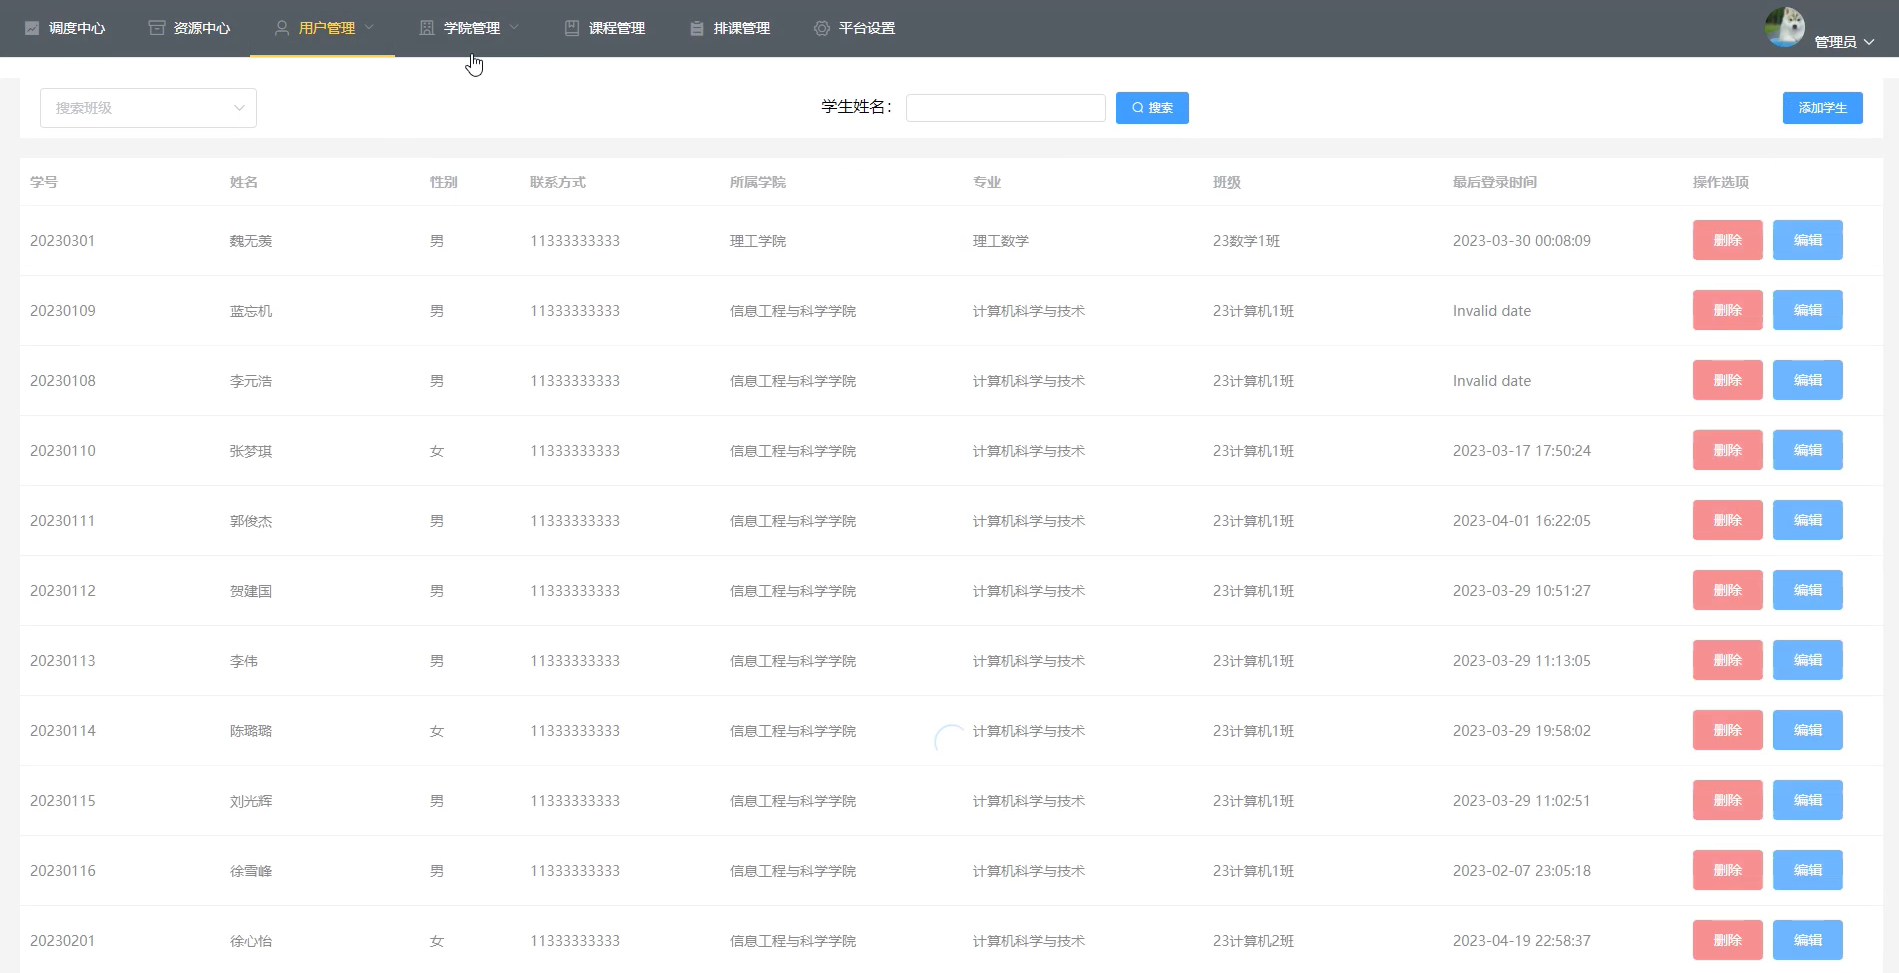 调度中心 资源中心 用户管理 学院管理 课程管理 排课管理 平台设置 管理员
搜索班级 学生姓名： 搜索 添加学生
学号 姓名 性别 联系方式 所属学院 专业 班级 最后登录时间 操作选项
20230301 魏无羡 男 11333333333 理工学院 理工数学 23数学1班 2023-03-30 00:08:09 删除 编辑
20230109 蓝忘机 男 11333333333 信息工程与科学学院 计算机科学与技术 23计算机1班 Invalid date 删除 编辑
20230108 李元浩 男 11333333333 信息工程与科学学院 计算机科学与技术 23计算机1班 Invalid date 删除 编辑
20230110 张梦琪 女 11333333333 信息工程与科学学院 计算机科学与技术 23计算机1班 2023-03-17 17:50:24 删除 编辑
20230111 郭俊杰 男 11333333333 信息工程与科学学院 计算机科学与技术 23计算机1班 2023-04-01 16:22:05 删除 编辑
20230112 贺建国 男 11333333333 信息工程与科学学院 计算机科学与技术 23计算机1班 2023-03-29 10:51:27 删除 编辑
20230113 李伟 男 11333333333 信息工程与科学学院 计算机科学与技术 23计算机1班 2023-03-29 11:13:05 删除 编辑
20230114 陈璐璐 女 11333333333 信息工程与科学学院 计算机科学与技术 23计算机1班 2023-03-29 19:58:02 删除 编辑
20230115 刘光辉 男 11333333333 信息工程与科学学院 计算机科学与技术 23计算机1班 2023-03-29 11:02:51 删除 编辑
20230116 徐雪峰 男 11333333333 信息工程与科学学院 计算机科学与技术 23计算机1班 2023-02-07 23:05:18 删除 编辑
20230201 徐心怡 女 11333333333 信息工程与科学学院 计算机科学与技术 23计算机2班 2023-04-19 22:58:37 删除 编辑